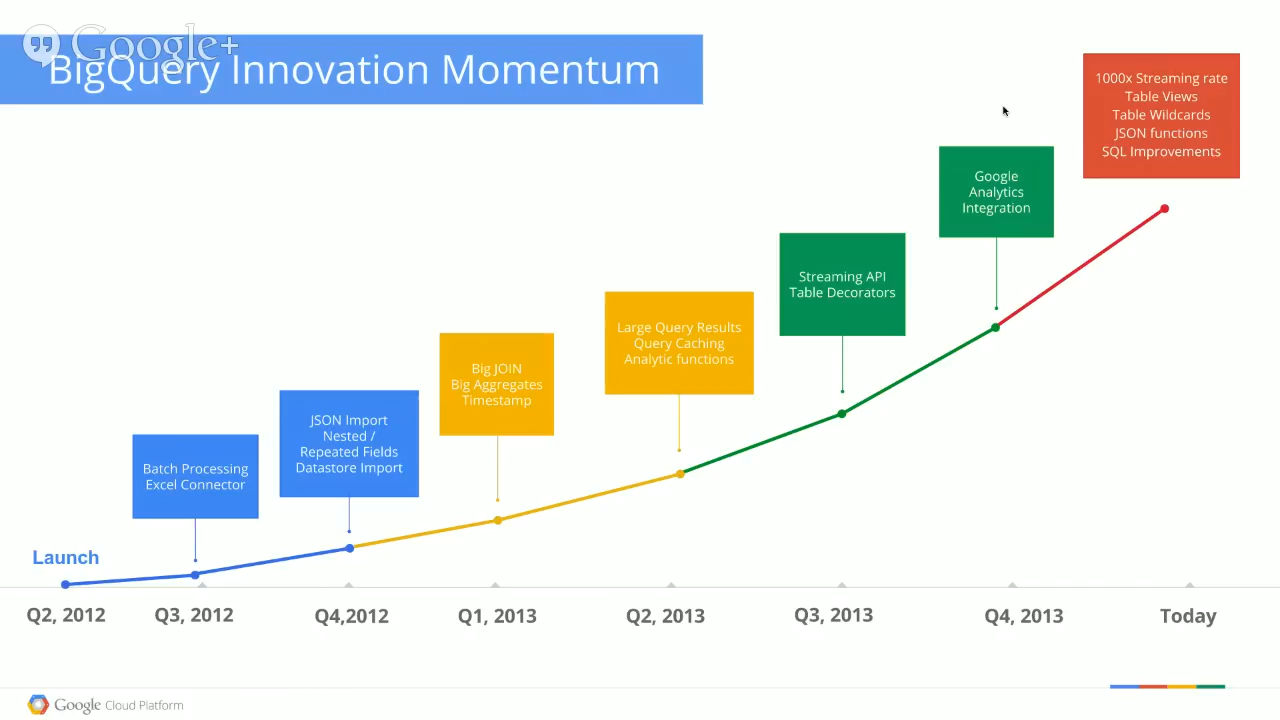 Google+
BigQuery Innovation Momentum
1000x Streaming rate
Table Views
Table Wildcards
JSON functions
SQL Improvements
Google
Analytics
Integration
Streaming API
Table Decorators
Large Query Results
Query Caching
Analytic functions
Big JOIN
Big Aggregates
Timestamp
JSON Import
Nested /
Repeated Fields
Datastore Import
Batch Processing
Excel Connector
Launch
Q2, 2012
Q3, 2012
Q4,2012
Q1, 2013
Q2, 2013
Q3, 2013
Q4, 2013
Today
Google Cloud Platform